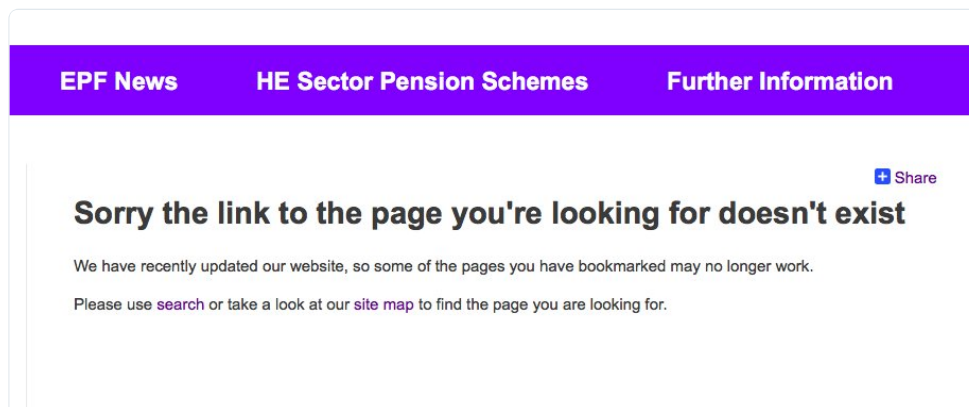 EPF News HE Sector Pension Schemes Further Information
Share
Sorry the link to the page you're looking for doesn't exist
We have recently updated our website, so some of the pages you have bookmarked may no longer work.
Please use search or take a look at our site map to find the page you are looking for.